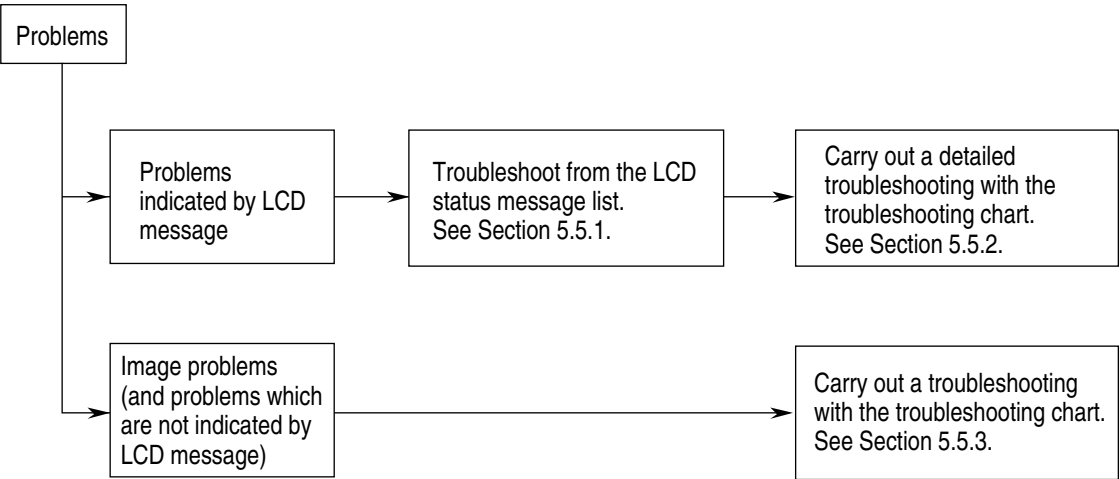 Problems
Problems
indicated by LCD
message
Troubleshoot from the LCD
status message list.
See Section 5.5.1.
Carry out a detailed
troubleshooting with the
troubleshooting chart.
See Section 5.5.2.
Image problems
(and problems which
are not indicated by
LCD message)
Carry out a troubleshooting
with the troubleshooting chart.
See Section 5.5.3.